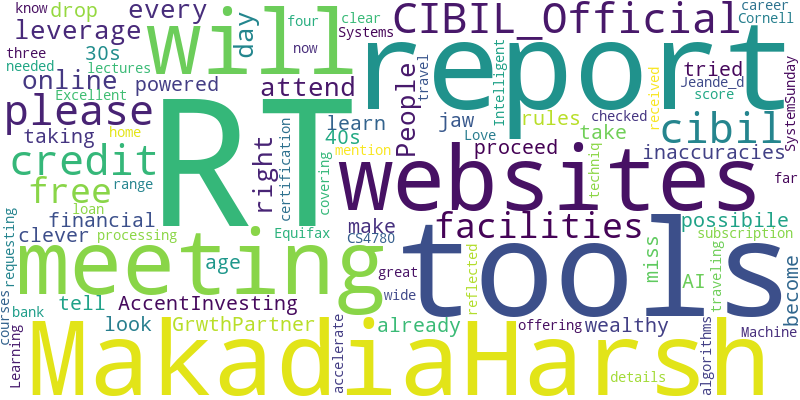 know
drop
every
will
four
clear
now
Systems
CIBIL_Official
career
Cornell
leverage
three
needed
30s
day
lectures
Excellent
online
powered
report
travel
Intelligent
tried
Jeande_d
score
SystemSunday
please
attend
People
received
taking
home
RT
learn
40s
jaw
Love
rules
checked
take
cibil
credit
mention
right
certification
covering
proceed
techniq
inaccuracies
free
range
loan
websites
far
financial
processing
make
facilities
possibile
clever
Equifax
CS4780
subscription
requesting
meeting
age
great
reflected
tools
miss
AI
traveling
become
bank
tell
AccentInvesting
wide
courses
look
GrwthPartner
already
offering
wealthy
Machine
Learning
MakadiaHarsh
accelerate
details
algorithms